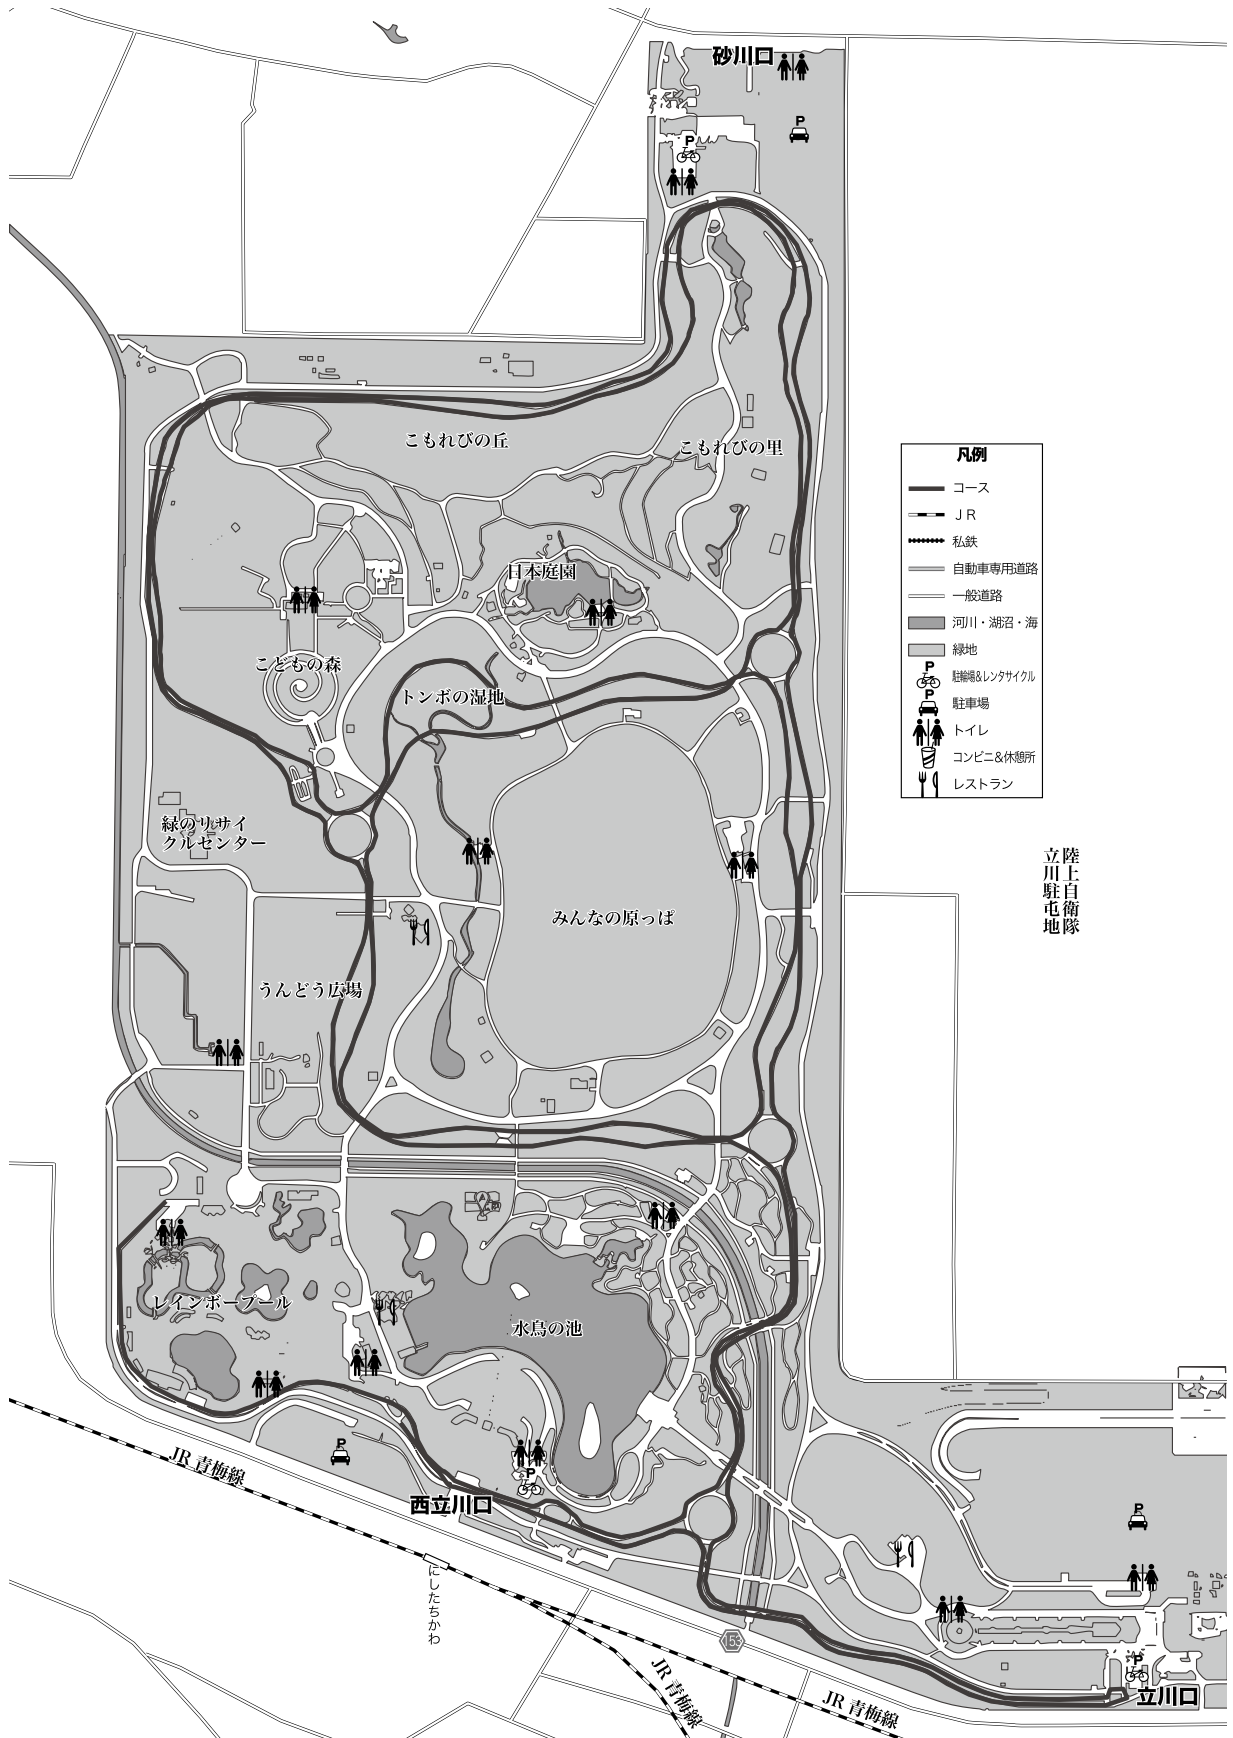 砂川口
P
P
こもれびの丘
こもれびの里
凡例
コース
ＪＲ
私鉄
自動車専用道路
一般道路
河川・湖沼・海
緑地
P
駐輪場&レンタサイクル
P
駐車場
トイレ
コンビニ&休憩所
レストラン
日本庭園
こどもの森
トンボの湿地
緑のリサイ
クルセンター
陸上自衛隊
立川駐屯地
みんなの原っぱ
うんどう広場
レインボープール
水鳥の池
P
JR 青梅線
P
西立川口
P
にしたちかわ
153
P
立川口
JR 青梅線
JR 青梅線